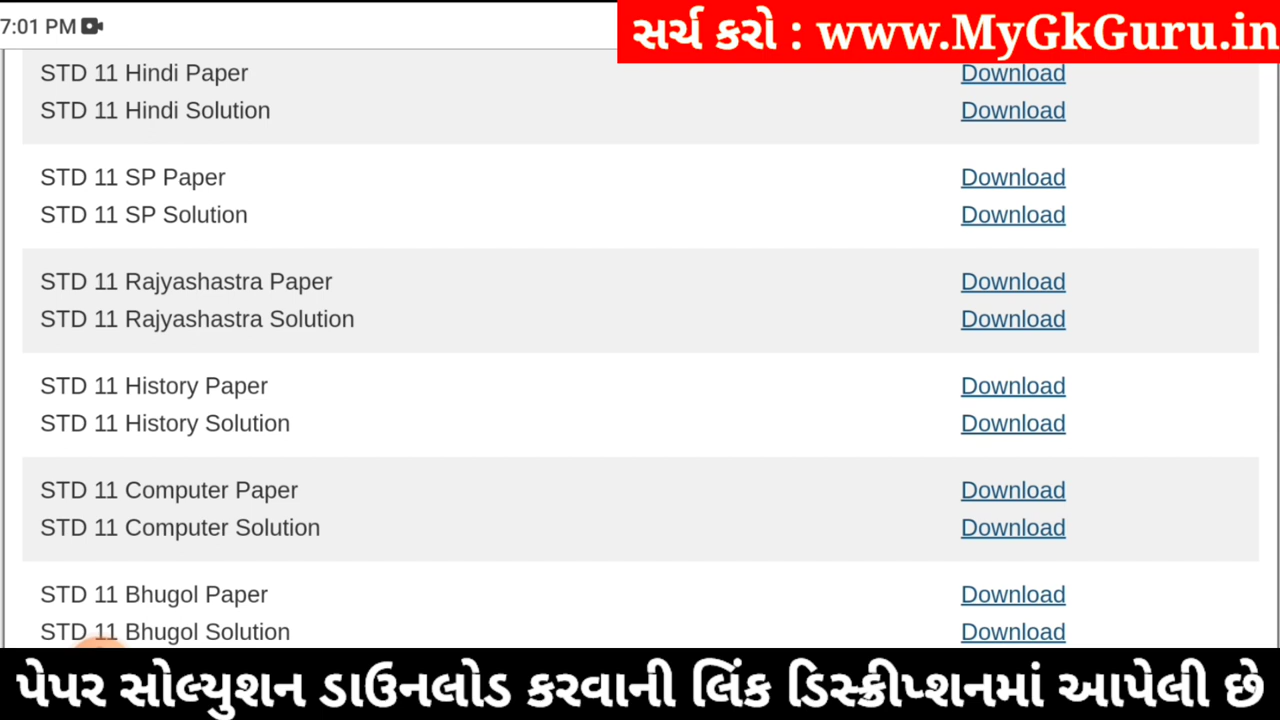 7:01 PM
સર્ચ કરો : www.MyGkGuru.in
STD 11 Hindi Paper Download
STD 11 Hindi Solution Download
STD 11 SP Paper Download
STD 11 SP Solution Download
STD 11 Rajyashastra Paper Download
STD 11 Rajyashastra Solution Download
STD 11 History Paper Download
STD 11 History Solution Download
STD 11 Computer Paper Download
STD 11 Computer Solution Download
STD 11 Bhugol Paper Download
STD 11 Bhugol Solution Download
પેપર સોલ્યુશન ડાઉનલોડ કરવાની લિંક ડિસ્ક્રીપ્શનમાં આપેલી છે